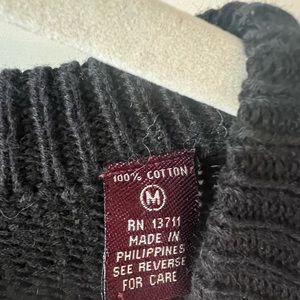 100% COTTON
M
RN 13711
MADE IN
PHILIPPINES
SEE REVERSE
FOR CARE